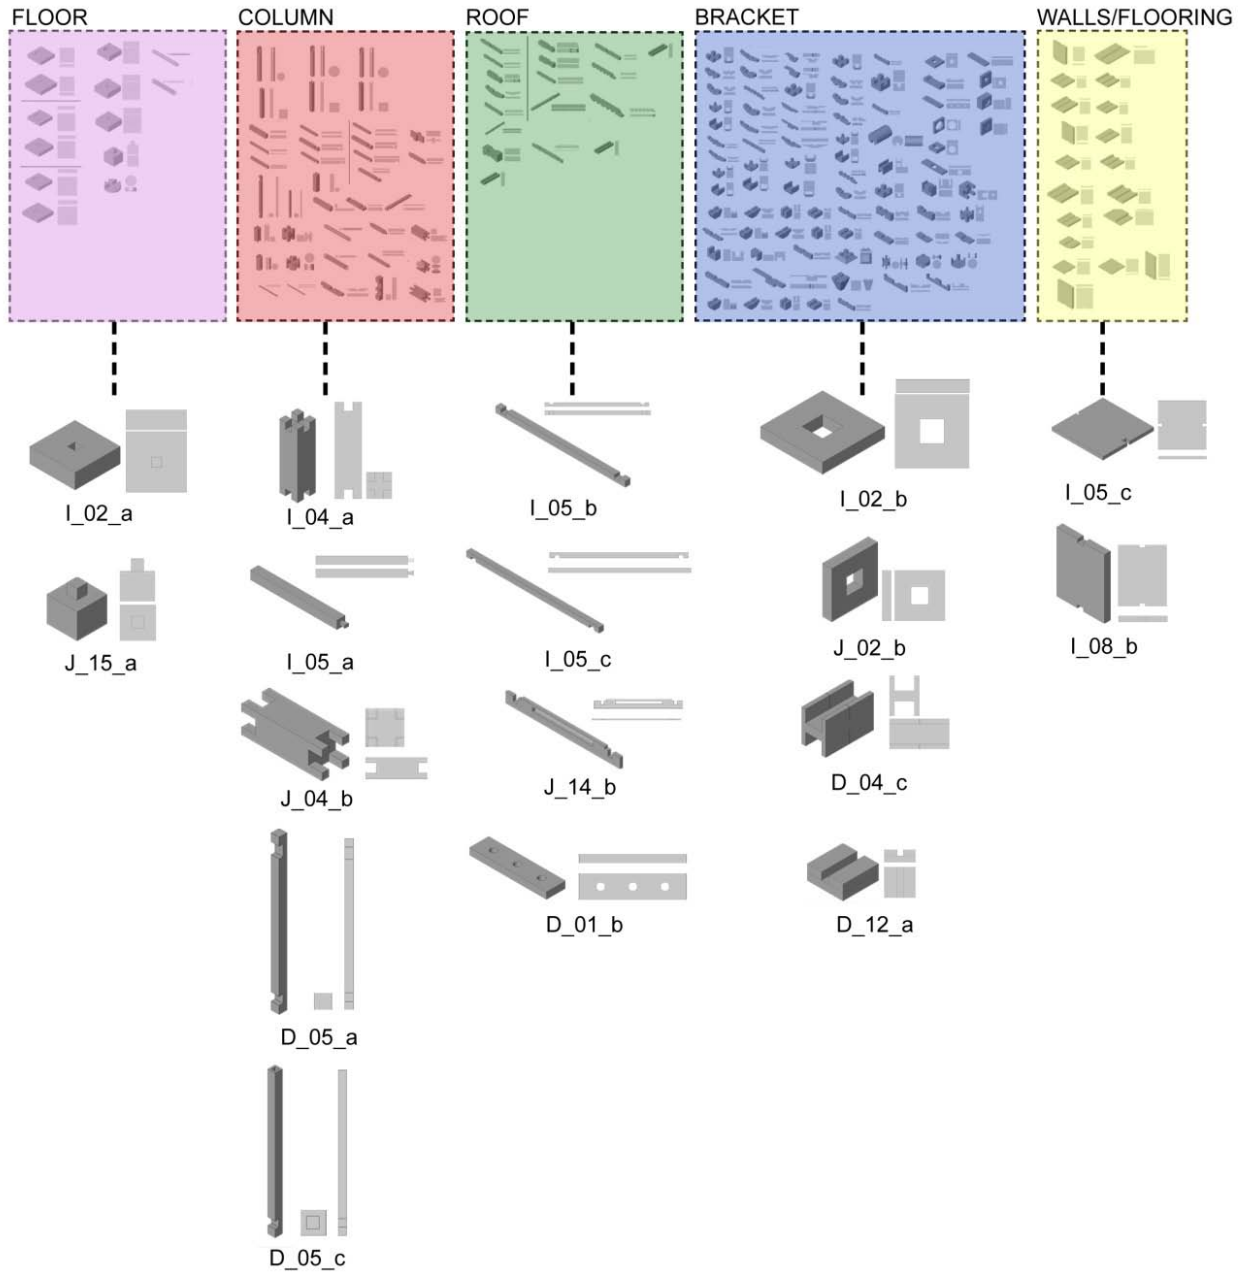 FLOOR
COLUMN
ROOF
BRACKET
WALLS/FLOORING
I_02_a
I_04_a
I_05_b
I_02_b
I_05_c
J_15_a
I_05_a
I_05_c
J_02_b
I_08_b
J_04_b
J_14_b
D_04_c
D_05_a
D_01_b
D_12_a
D_05_c